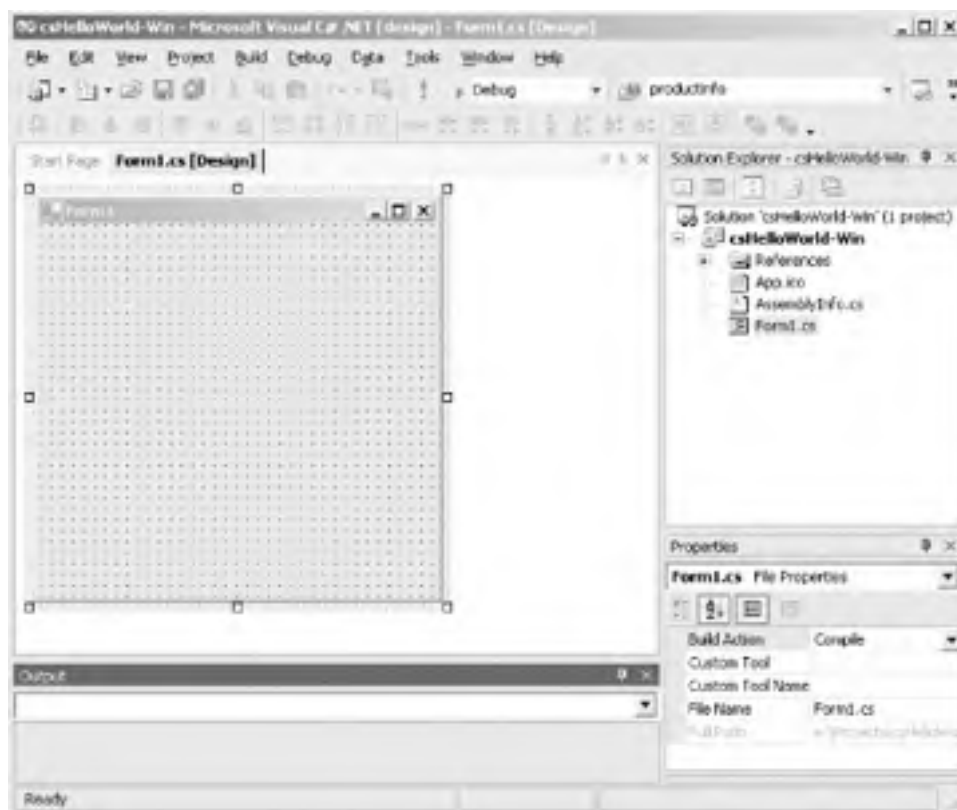 csHelloWorld-Win - Microsoft Visual C# .NET [design] - Form1.cs [Design]
File Edit View Project Build Debug Data Tools Window Help
Debug productinfo
Start Page Form1.cs [Design]
Form1
Solution Explorer - csHelloWorld-Win
Solution 'csHelloWorld-Win' (1 project)
csHelloWorld-Win
References
App.ico
AssemblyInfo.cs
Form1.cs
Properties
Form1.cs File Properties
Build Action Compile
Custom Tool
Custom Tool Name
File Name Form1.cs
Full Path
Output
Ready